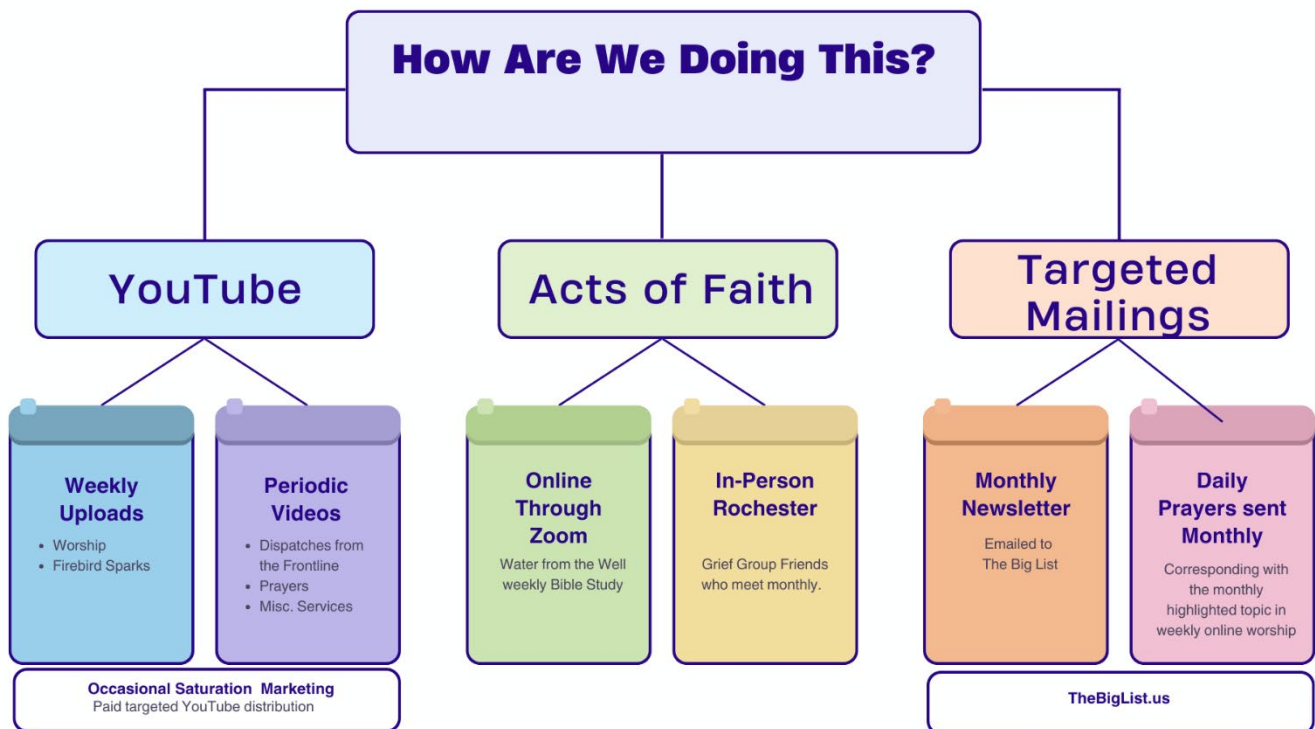 How Are We Doing This?
YouTube
Acts of Faith
Targeted
Mailings
Weekly
Uploads
• Worship
• Firebird Sparks
Periodic
Videos
• Dispatches from
the Frontline
• Prayers
• Misc. Services
Occasional Saturation Marketing
Paid targeted YouTube distribution
Online
Through
Zoom
Water from the Well
weekly Bible Study
In-Person
Rochester
Grief Group Friends
who meet monthly.
Monthly
Newsletter
Emailed to
The Big List
Daily
Prayers sent
Monthly
Corresponding with
the monthly
highlighted topic in
weekly online worship
TheBigList.us